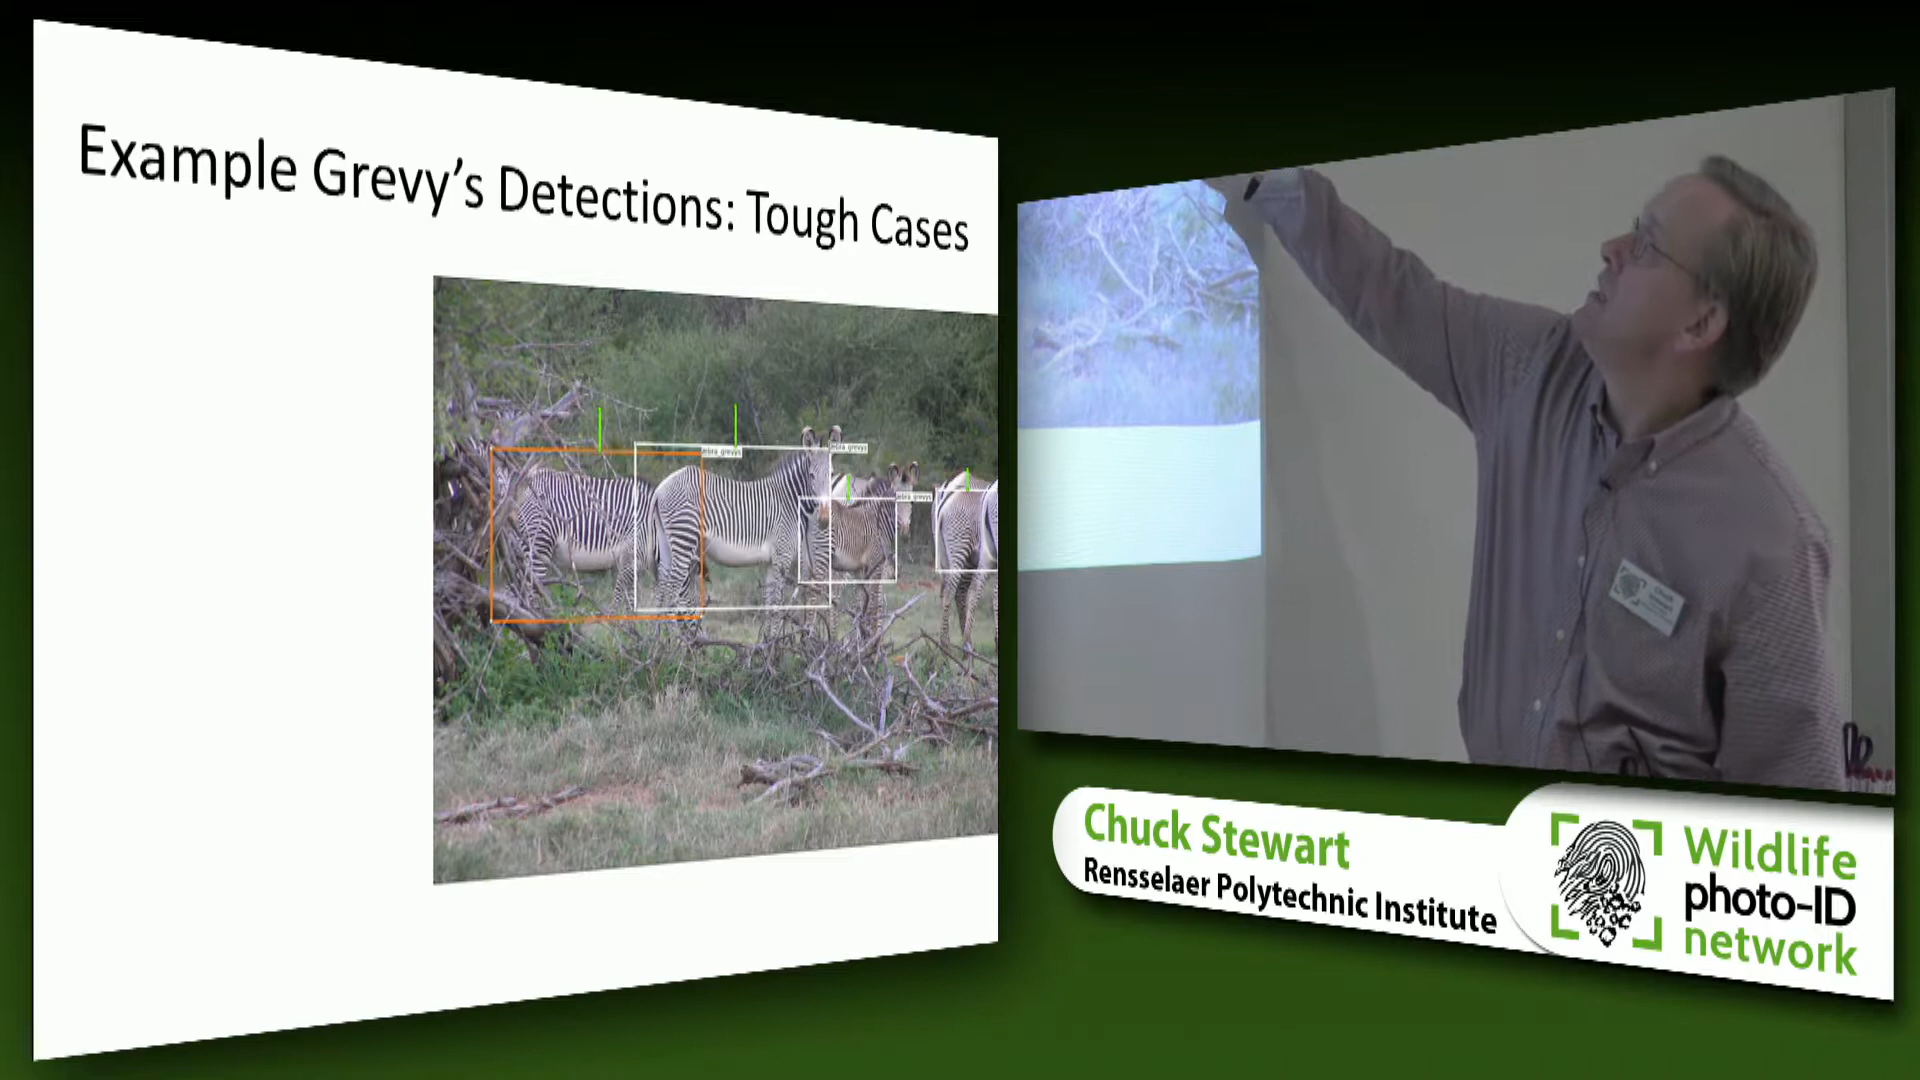 Example Grevy's Detections: Tough Cases
zebra_grevys
zebra_grevys
zebra_grevys
Chuck Stewart
Rensselaer Polytechnic Institute
Wildlife
photo-ID
network